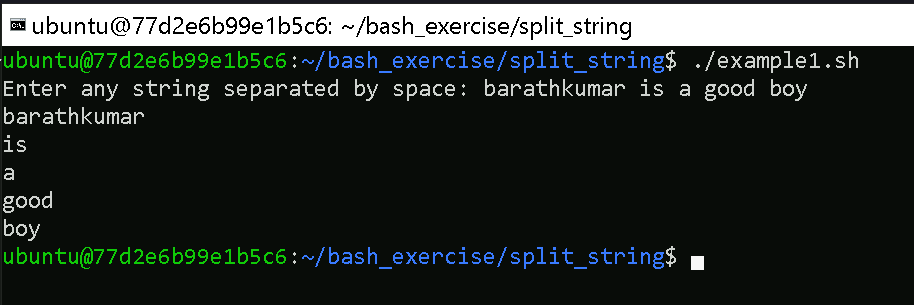 ubuntu@77d2e6b99e1b5c6: ~/bash_exercise/split_string
ubuntu@77d2e6b99e1b5c6:~/bash_exercise/split_string$ ./example1.sh
Enter any string separated by space: barathkumar is a good boy
barathkumar
is
a
good
boy
ubuntu@77d2e6b99e1b5c6:~/bash_exercise/split_string$